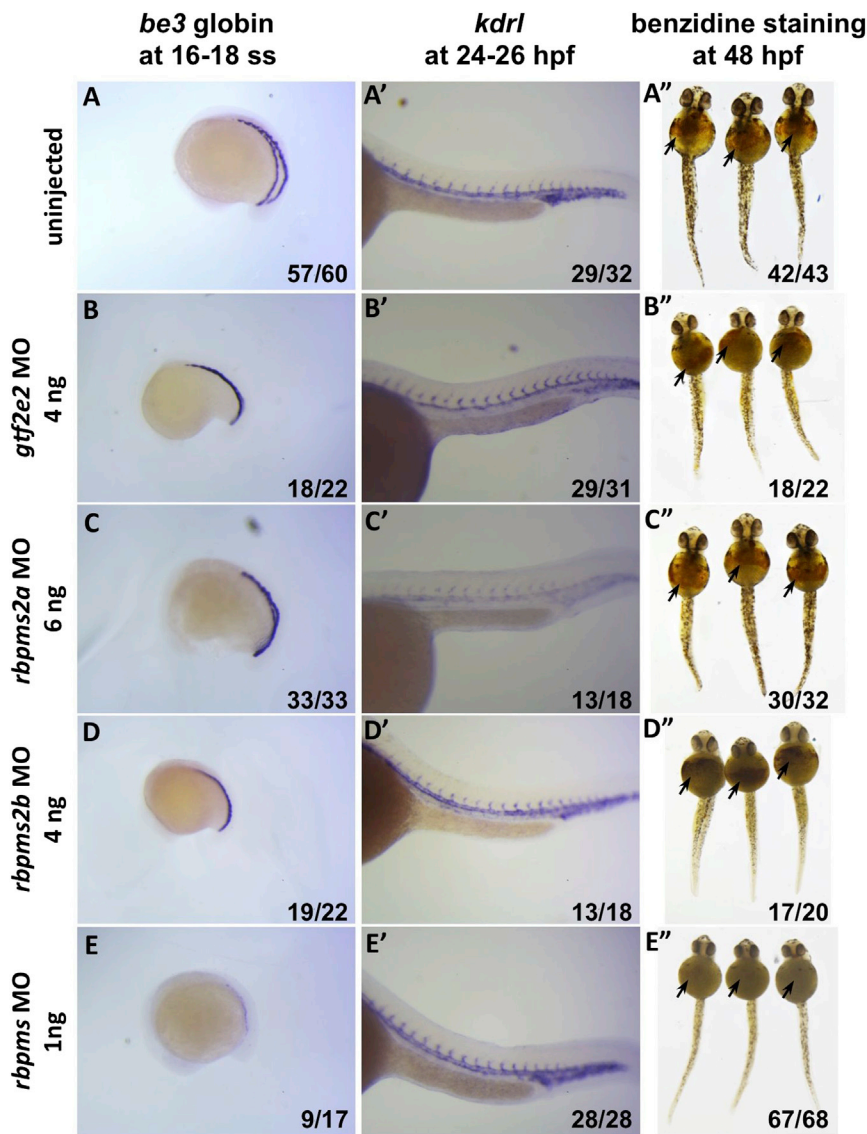 be3 globin
at 16-18 ss
kdrl
at 24-26 hpf
benzidine staining
at 48 hpf
uninjected
A
57/60
A’
29/32
A”
42/43
gtf2e2 MO
4 ng
B
18/22
B’
29/31
B”
18/22
rbpms2a MO
6 ng
C
33/33
C’
13/18
C”
30/32
rbpms2b MO
4 ng
D
19/22
D’
13/18
D”
17/20
rbpms MO
1ng
E
9/17
E’
28/28
E”
67/68